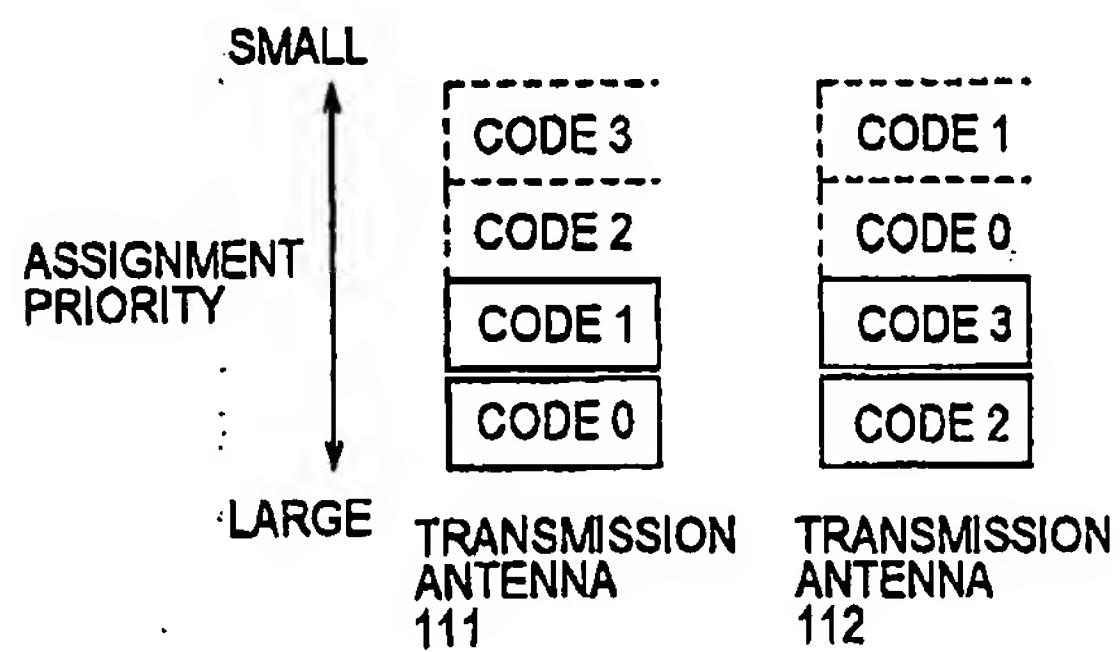 SMALL
CODE 3
CODE 1
CODE 2
CODE 0
ASSIGNMENT
PRIORITY
CODE 1
CODE 3
CODE 0
CODE 2
LARGE
TRANSMISSION
ANTENNA
111
TRANSMISSION
ANTENNA
112